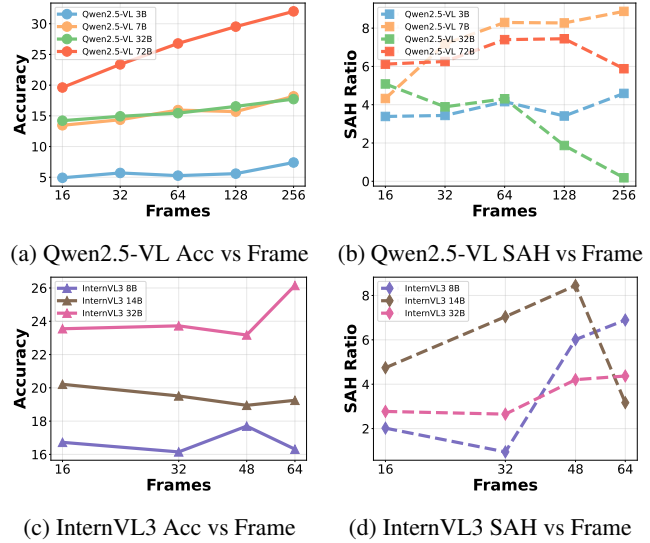 Qwen2.5-VL 3B
Qwen2.5-VL 7B
Qwen2.5-VL 32B
Qwen2.5-VL 72B
Accuracy
30
25
20
15
10
5
16 32 64 128 256
Frames
(a) Qwen2.5-VL Acc vs Frame
Qwen2.5-VL 3B
Qwen2.5-VL 7B
Qwen2.5-VL 32B
Qwen2.5-VL 72B
SAH Ratio
8
6
4
2
0
16 32 64 128 256
Frames
(b) Qwen2.5-VL SAH vs Frame
InternVL3 8B
InternVL3 14B
InternVL3 32B
Accuracy
26
24
22
20
18
16
16 32 48 64
Frames
(c) InternVL3 Acc vs Frame
InternVL3 8B
InternVL3 14B
InternVL3 32B
SAH Ratio
8
6
4
2
16 32 48 64
Frames
(d) InternVL3 SAH vs Frame